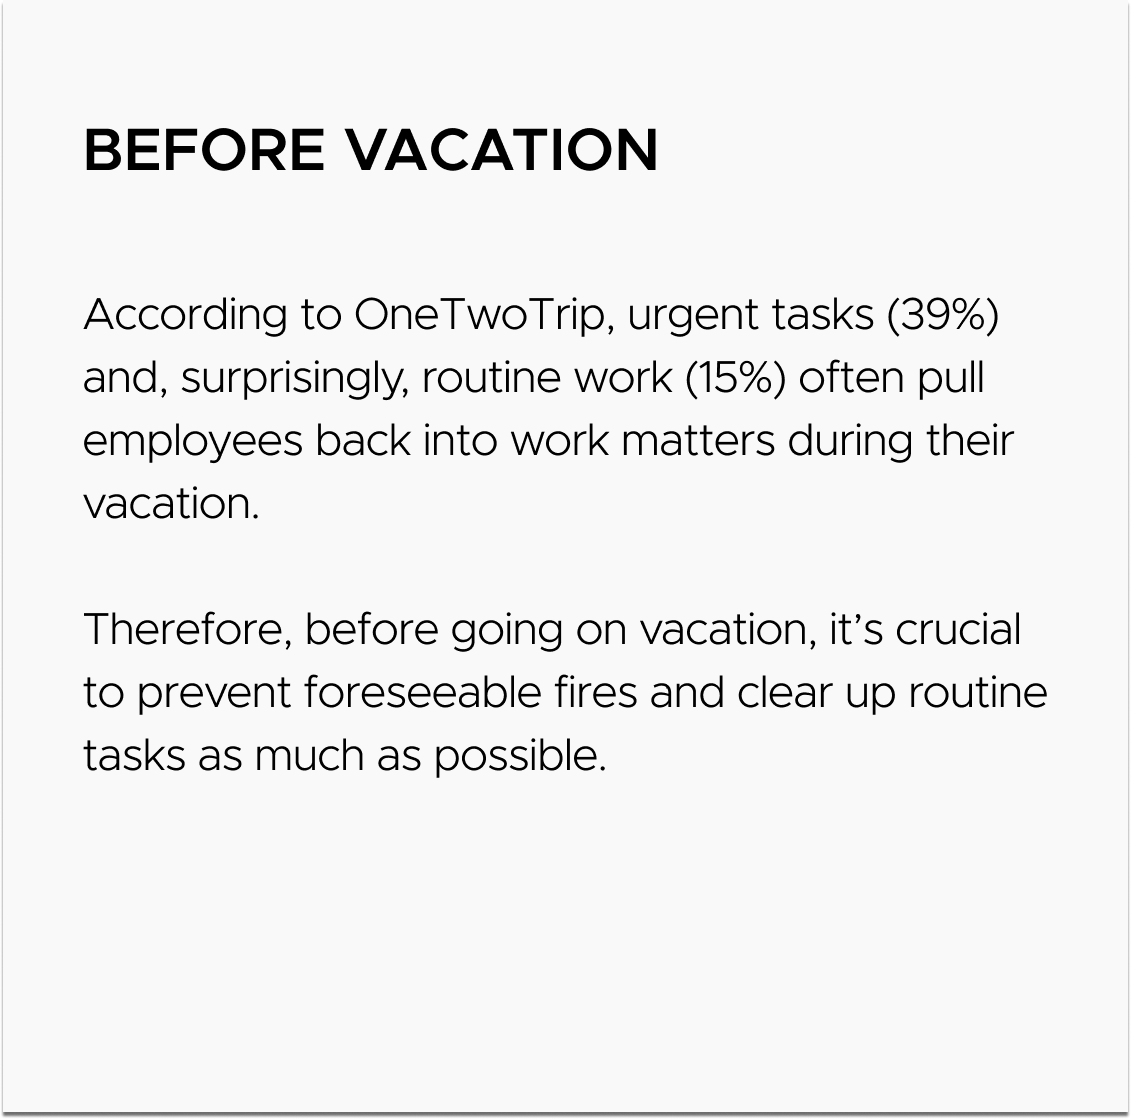 BEFORE VACATION
According to OneTwoTrip, urgent tasks (39%)
and, surprisingly, routine work (15%) often pull
employees back into work matters during their
vacation.
Therefore, before going on vacation, it’s crucial
to prevent foreseeable fires and clear up routine
tasks as much as possible.